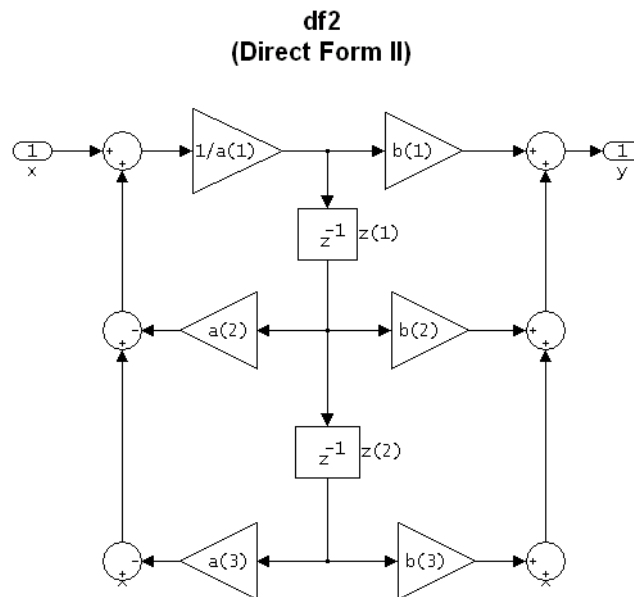 df2
(Direct Form II)
1
x
+
+
1/a(1)
b(1)
+
+
1
y
z⁻¹
z(1)
-
+
a(2)
b(2)
+
+
z⁻¹
z(2)
-
+
a(3)
b(3)
+
+